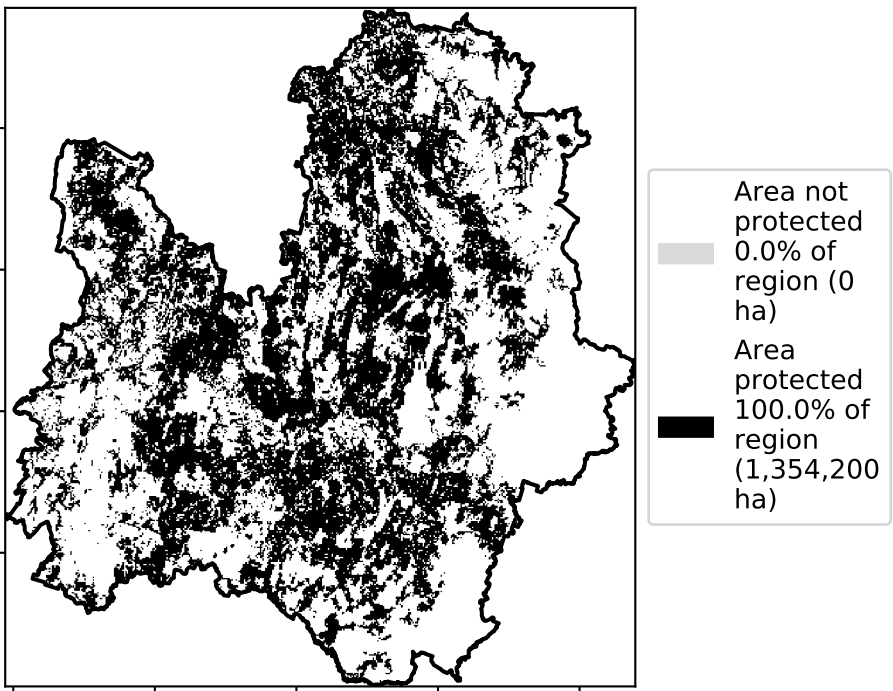 Area not
protected
0.0% of
region (0
ha)
Area
protected
100.0% of
region
(1,354,200
ha)